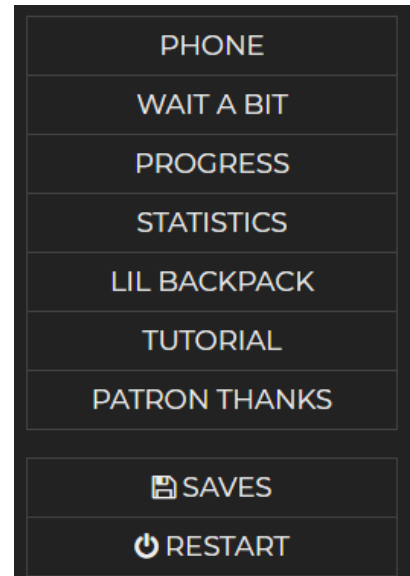 PHONE
WAIT A BIT
PROGRESS
STATISTICS
LIL BACKPACK
TUTORIAL
PATRON THANKS
SAVES
RESTART